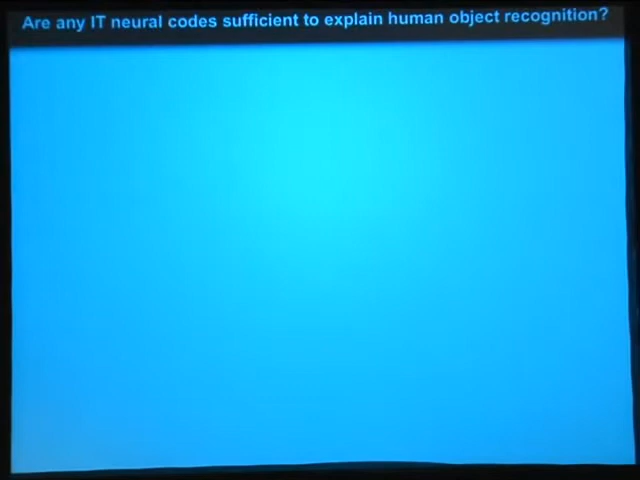 Are any IT neural codes sufficient to explain human object recognition?